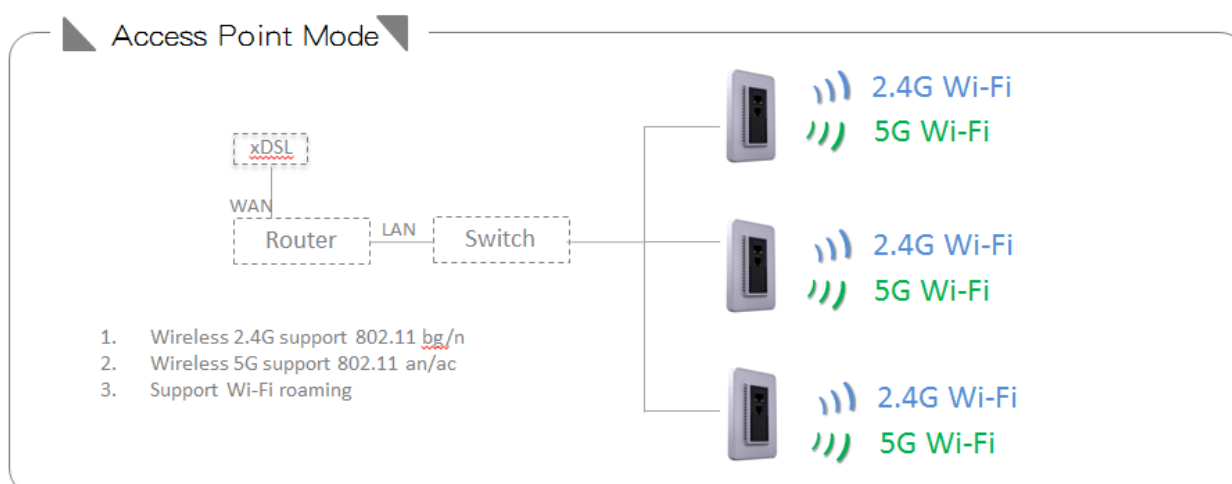 Access Point Mode
2.4G Wi-Fi
5G Wi-Fi
xDSL
WAN
Router
LAN
Switch
2.4G Wi-Fi
5G Wi-Fi
1. Wireless 2.4G support 802.11 bg/n
2. Wireless 5G support 802.11 an/ac
3. Support Wi-Fi roaming
2.4G Wi-Fi
5G Wi-Fi